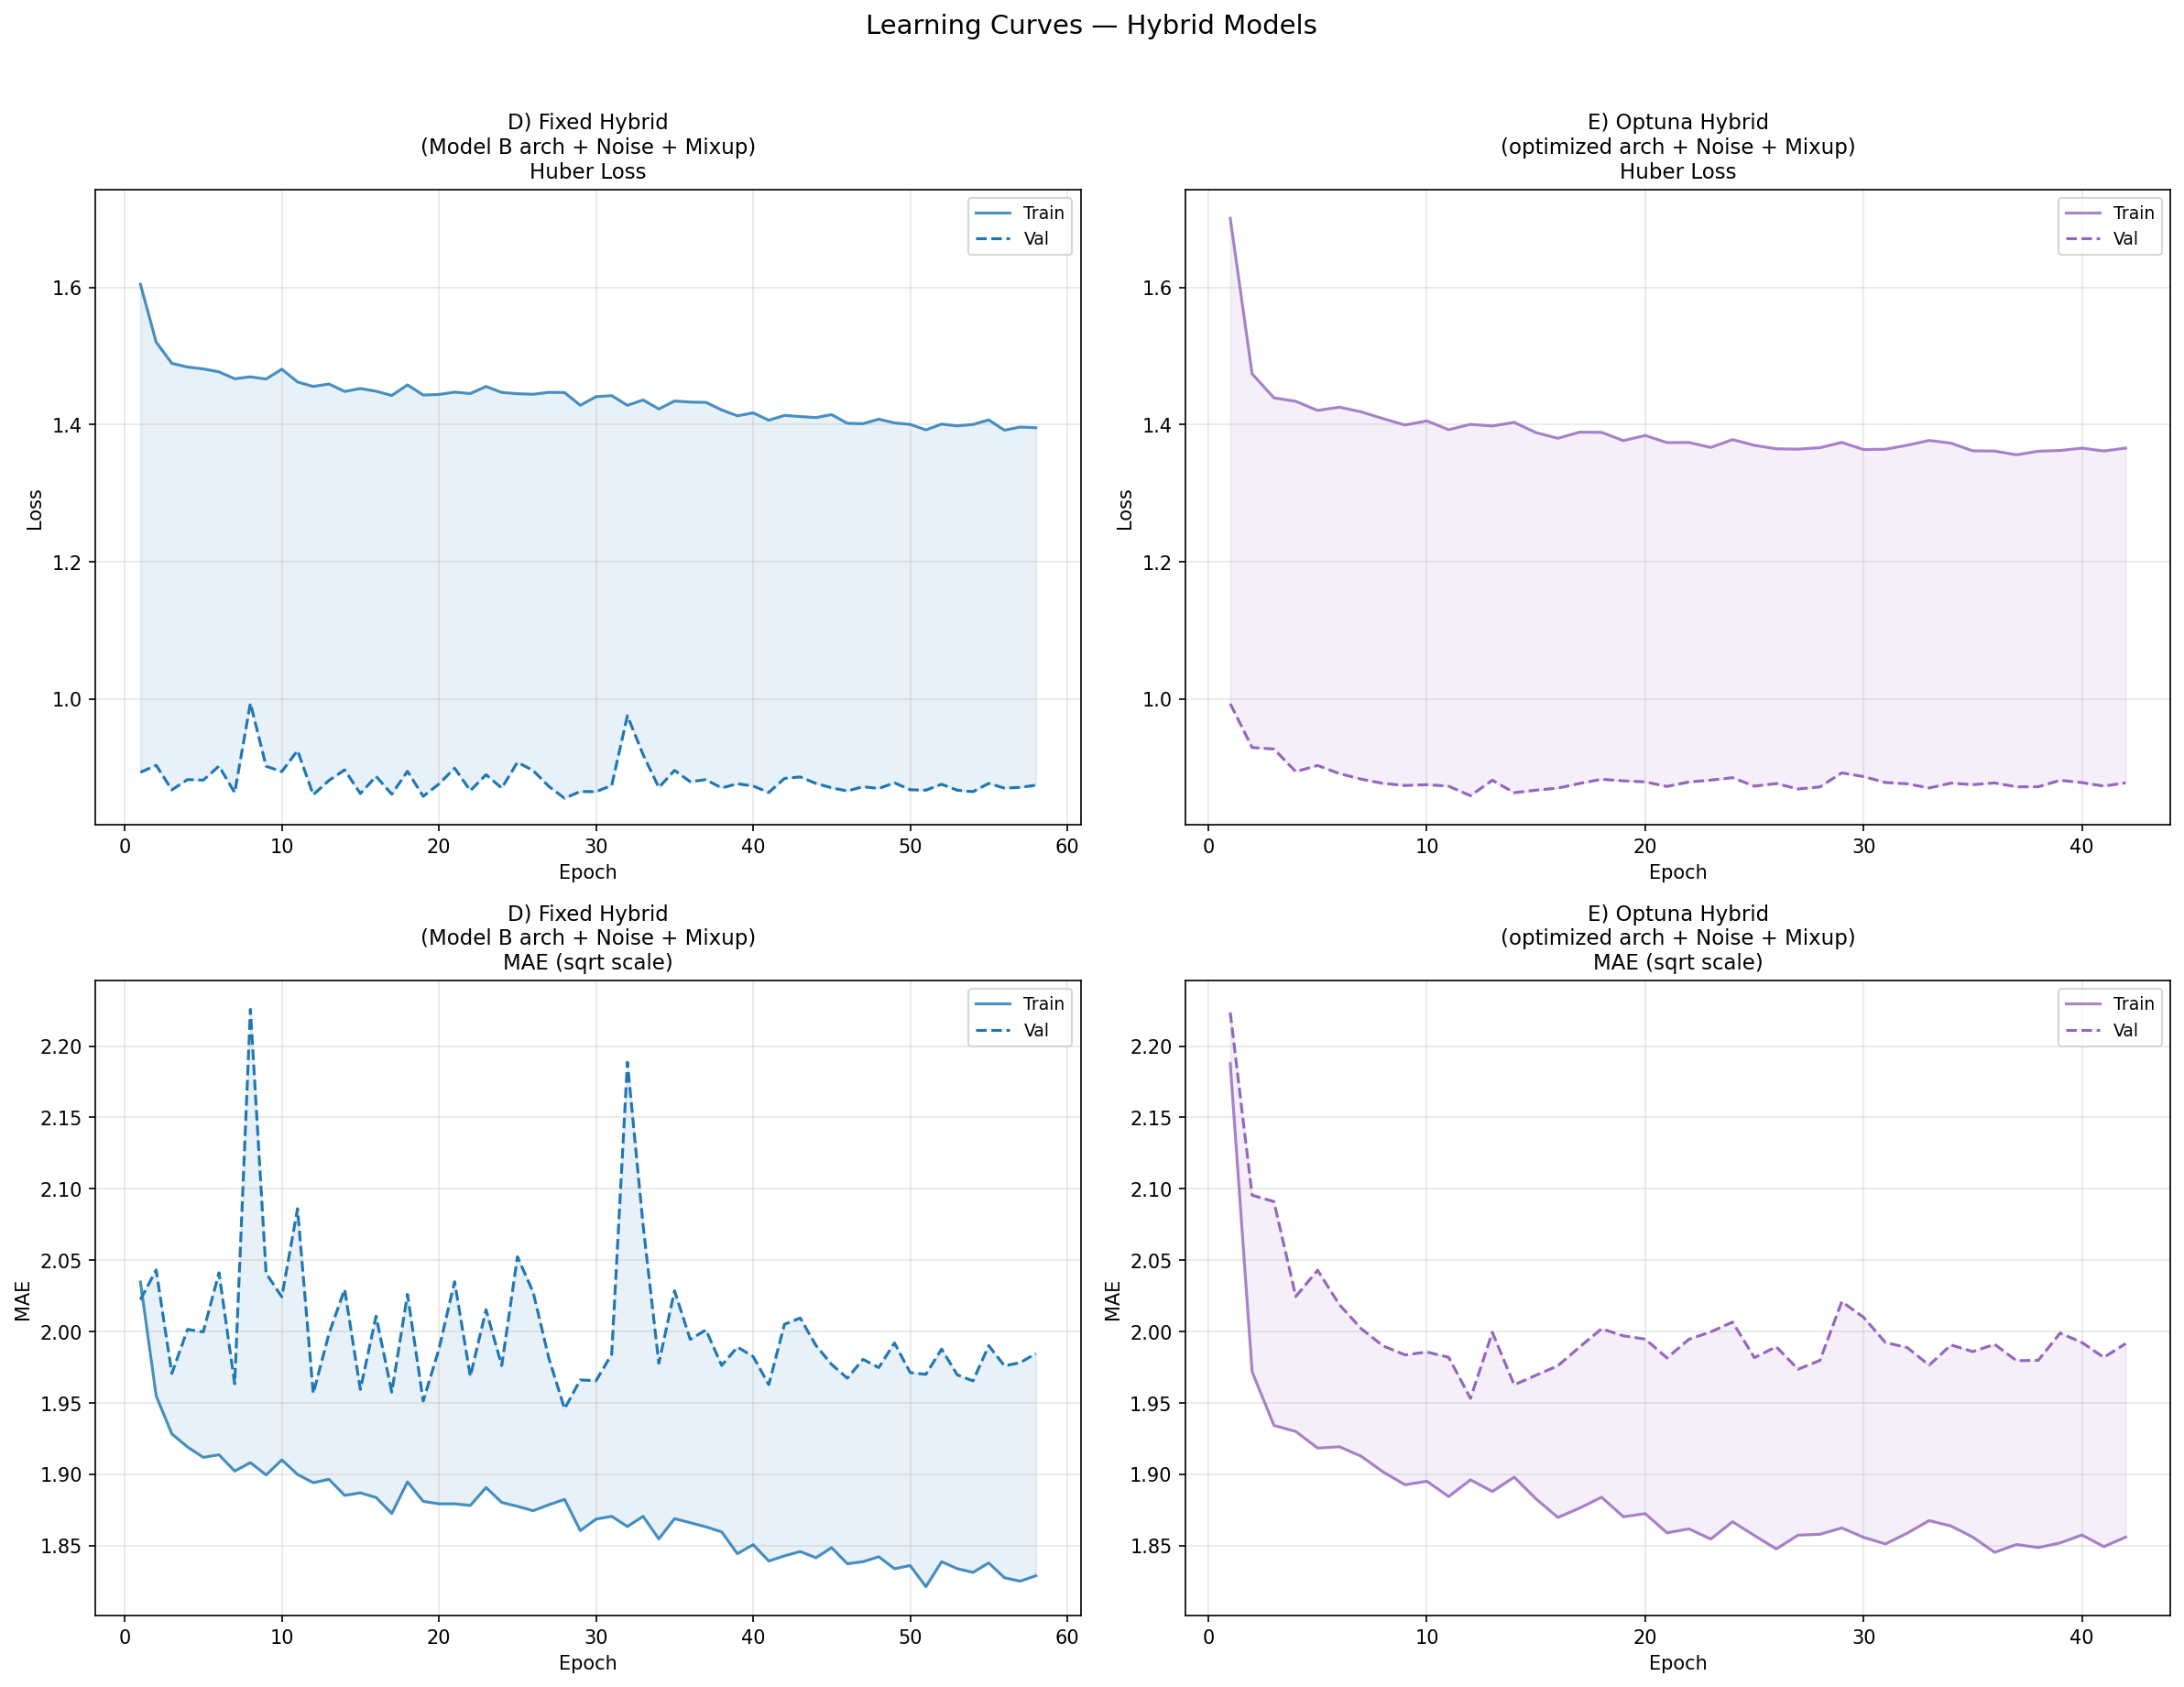 Learning Curves — Hybrid Models
D) Fixed Hybrid
(Model B arch + Noise + Mixup)
Huber Loss
Train
Val
1.6
1.4
1.2
1.0
Loss
0 10 20 30 40 50 60
Epoch
E) Optuna Hybrid
(optimized arch + Noise + Mixup)
Huber Loss
Train
Val
1.6
1.4
1.2
1.0
Loss
0 10 20 30 40
Epoch
D) Fixed Hybrid
(Model B arch + Noise + Mixup)
MAE (sqrt scale)
Train
Val
2.20
2.15
2.10
2.05
2.00
1.95
1.90
1.85
MAE
0 10 20 30 40 50 60
Epoch
E) Optuna Hybrid
(optimized arch + Noise + Mixup)
MAE (sqrt scale)
Train
Val
2.20
2.15
2.10
2.05
2.00
1.95
1.90
1.85
MAE
0 10 20 30 40
Epoch